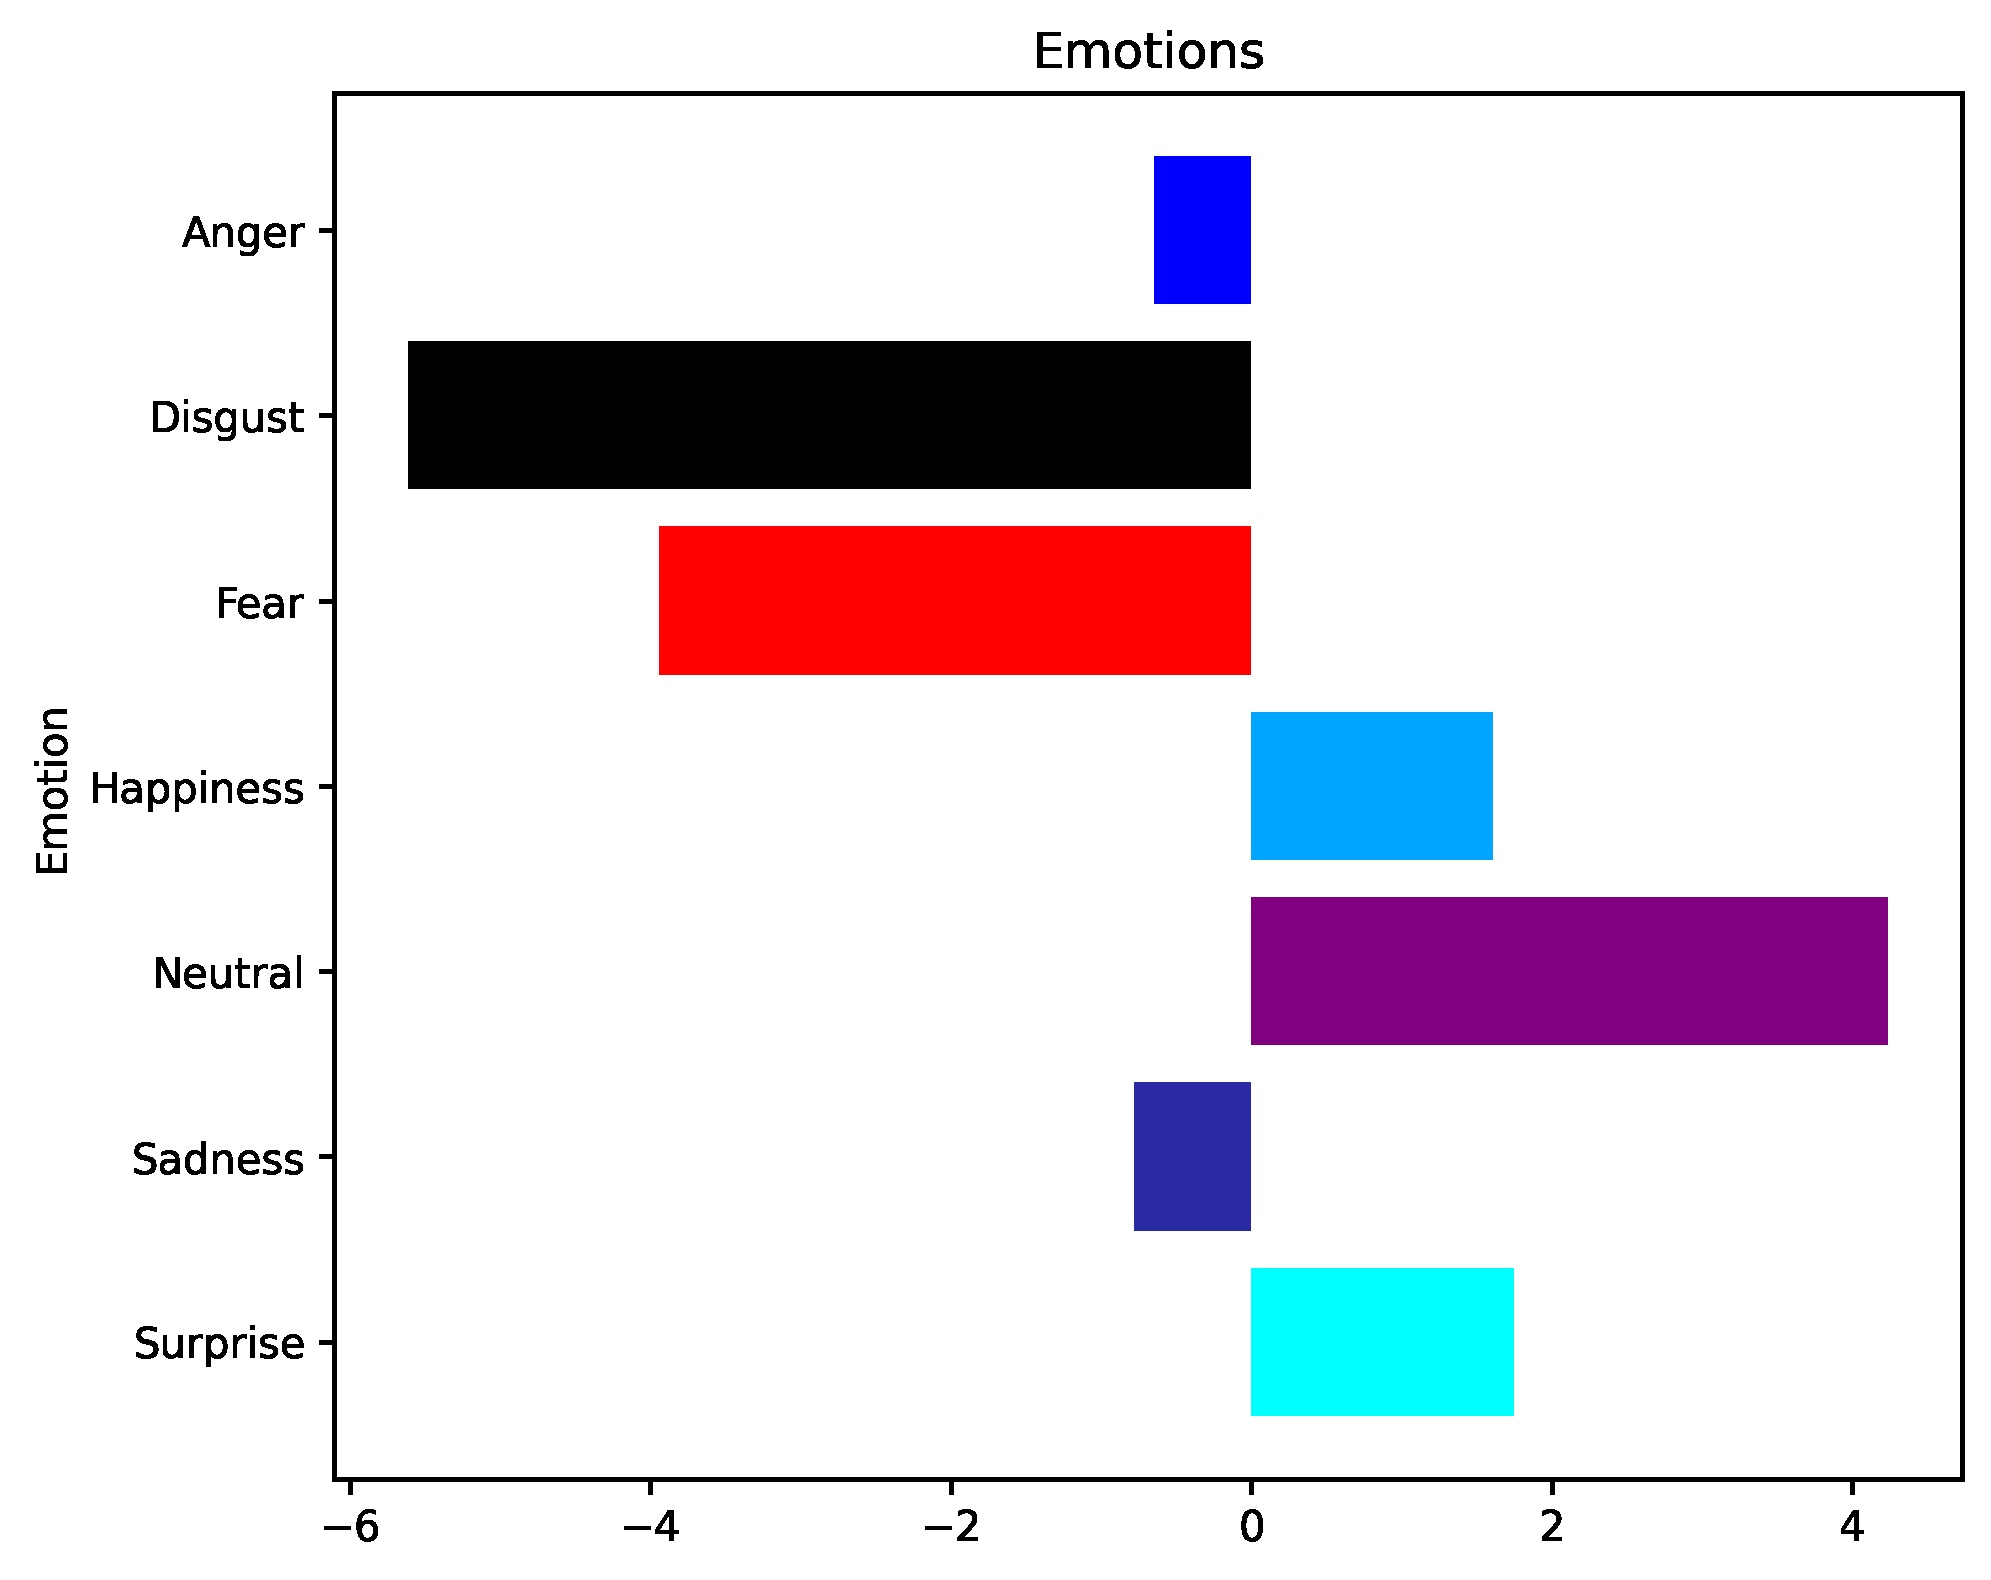 Emotions
Anger
Disgust
Fear
Happiness
Neutral
Sadness
Surprise
Emotion
−6 −4 −2 0 2 4